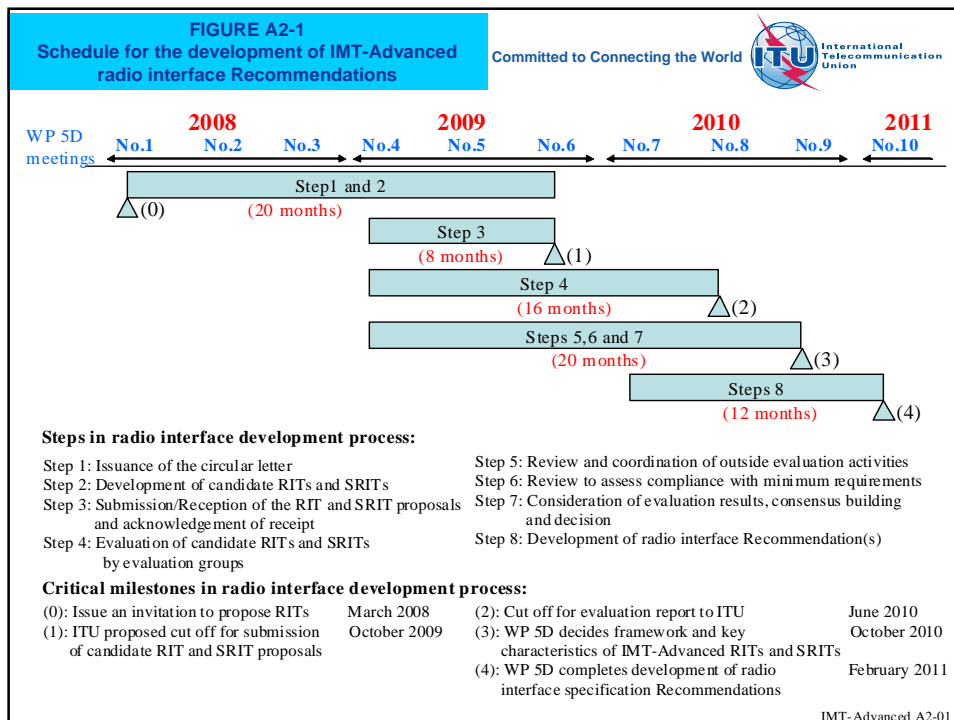 FIGURE A2-1
Schedule for the development of IMT-Advanced
radio interface Recommendations
Committed to Connecting the World
ITU
International
Telecommunication
Union
2008 2009 2010 2011
WP 5D
meetings
No.1 No.2 No.3 No.4 No.5 No.6 No.7 No.8 No.9 No.10
Step1 and 2
(0)
(20 months)
Step 3
(8 months)
(1)
Step 4
(16 months)
(2)
Steps 5,6 and 7
(20 months)
(3)
Steps 8
(12 months)
(4)
Steps in radio interface development process:
Step 1: Issuance of the circular letter
Step 2: Development of candidate RITs and SRITs
Step 3: Submission/Reception of the RIT and SRIT proposals
and acknowledgement of receipt
Step 4: Evaluation of candidate RITs and SRITs
by evaluation groups
Step 5: Review and coordination of outside evaluation activities
Step 6: Review to assess compliance with minimum requirements
Step 7: Consideration of evaluation results, consensus building
and decision
Step 8: Development of radio interface Recommendation(s)
Critical milestones in radio interface development process:
(0): Issue an invitation to propose RITs March 2008
(1): ITU proposed cut off for submission October 2009
of candidate RIT and SRIT proposals
(2): Cut off for evaluation report to ITU June 2010
(3): WP 5D decides framework and key October 2010
characteristics of IMT-Advanced RITs and SRITs
(4): WP 5D completes development of radio February 2011
interface specification Recommendations
IMT-Advanced A2-01